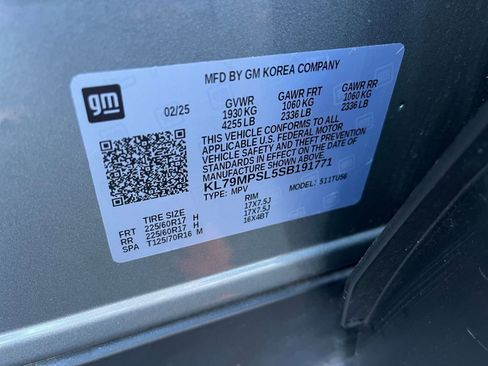 MFD BY GM KOREA COMPANY
gm
02/25 GVWR GAWR FRT GAWR RR
1930 KG 1060 KG 1060 KG
4255 LB 2336 LB 2336 LB
THIS VEHICLE CONFORMS TO ALL
APPLICABLE U.S. FEDERAL MOTOR
VEHICLE SAFETY AND THEFT PREVENTION
STANDARDS IN EFFECT ON THE DATE OF
MANUFACTURE SHOWN ABOVE.
KL79MPSL5SB191771
TYPE: MPV MODEL: 511TU56
TIRE SIZE RIM
FRT 225/60R17 H 17X7.5J
RR 225/60R17 H 17X7.5J
SPA T125/70R16 M 16X4BT